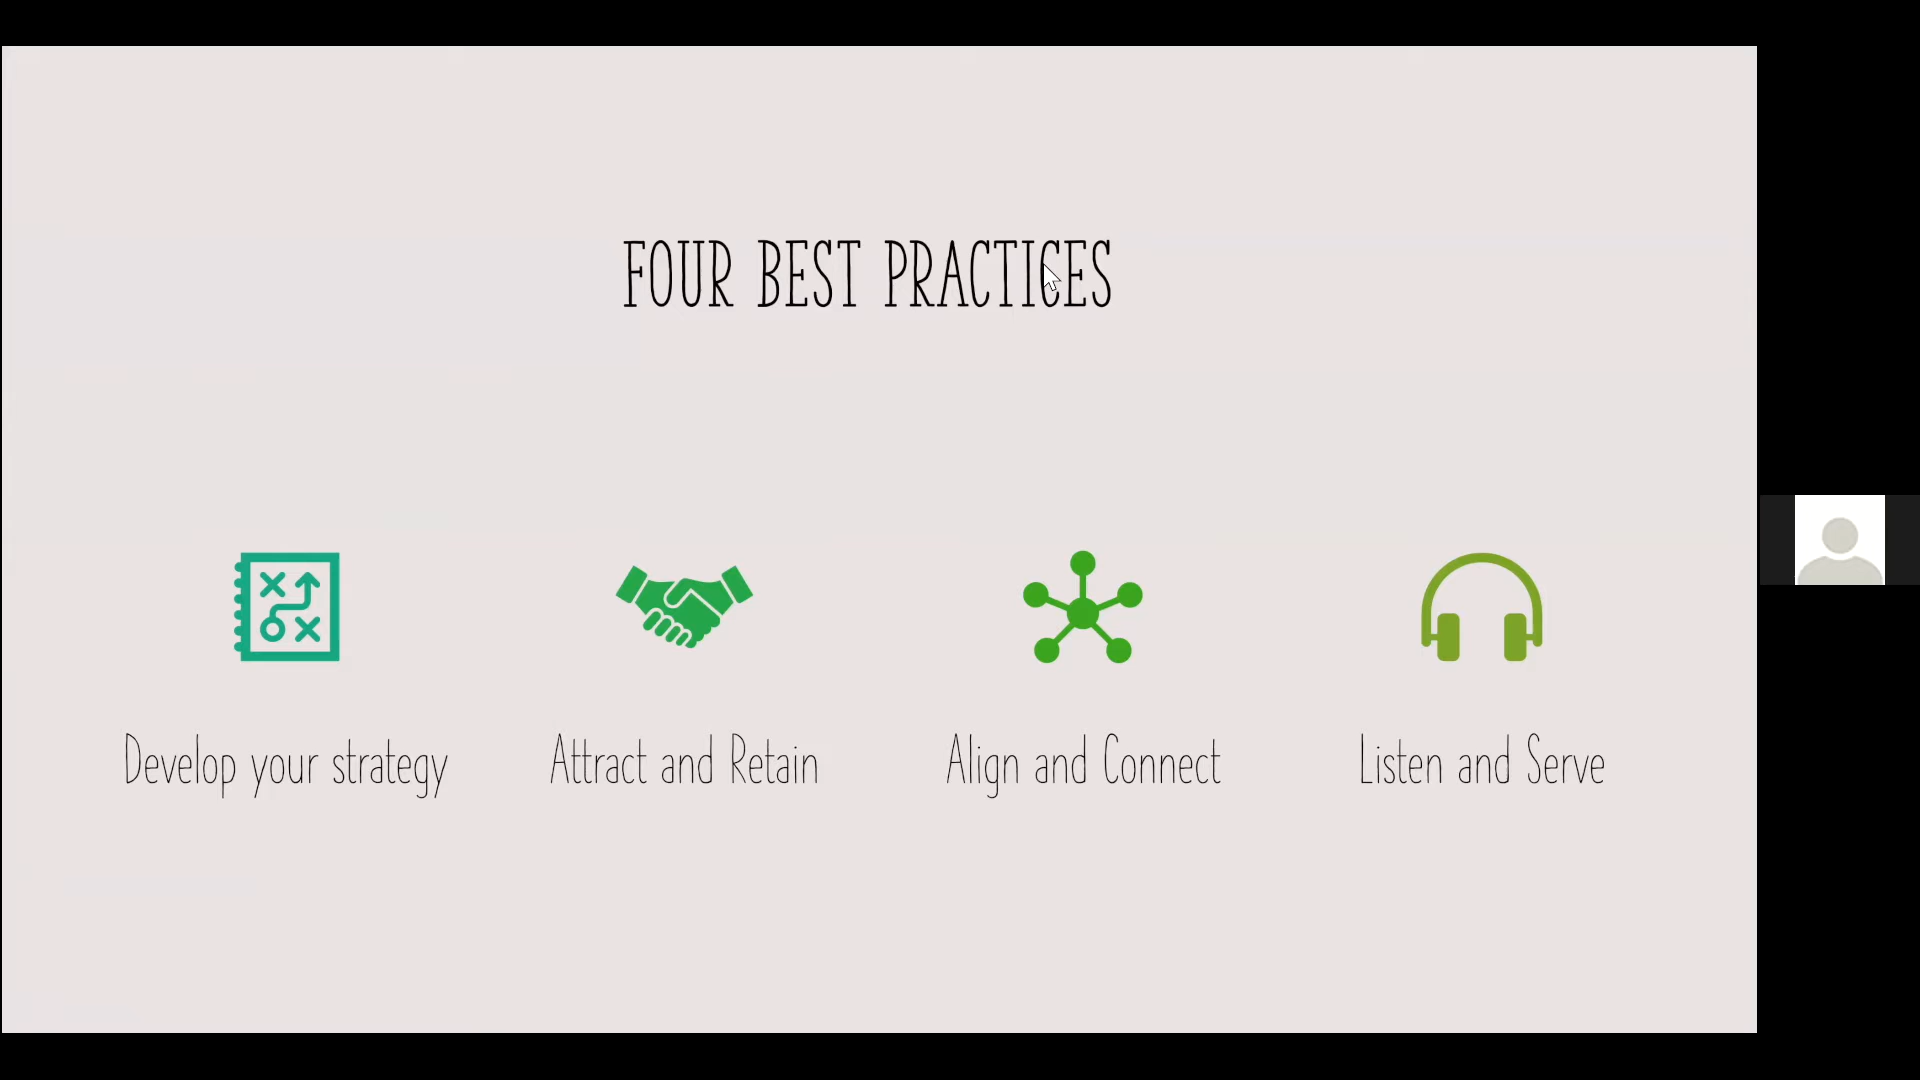 FOUR BEST PRACTICES
Develop your strategy
Attract and Retain
Align and Connect
Listen and Serve